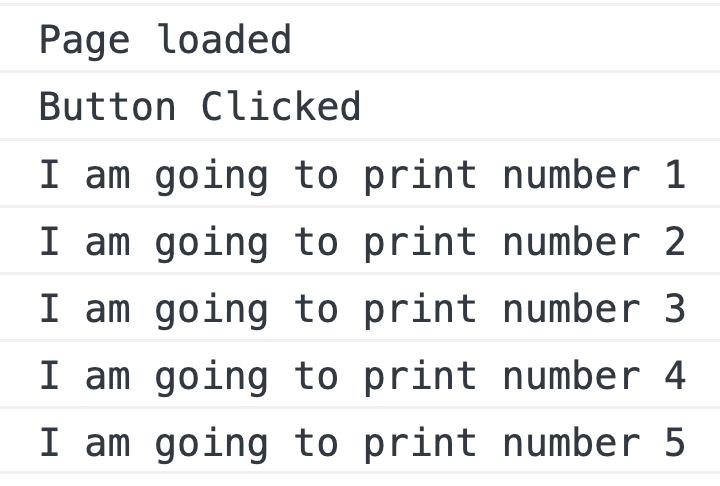 Page loaded
Button Clicked
I am going to print number 1
I am going to print number 2
I am going to print number 3
I am going to print number 4
I am going to print number 5